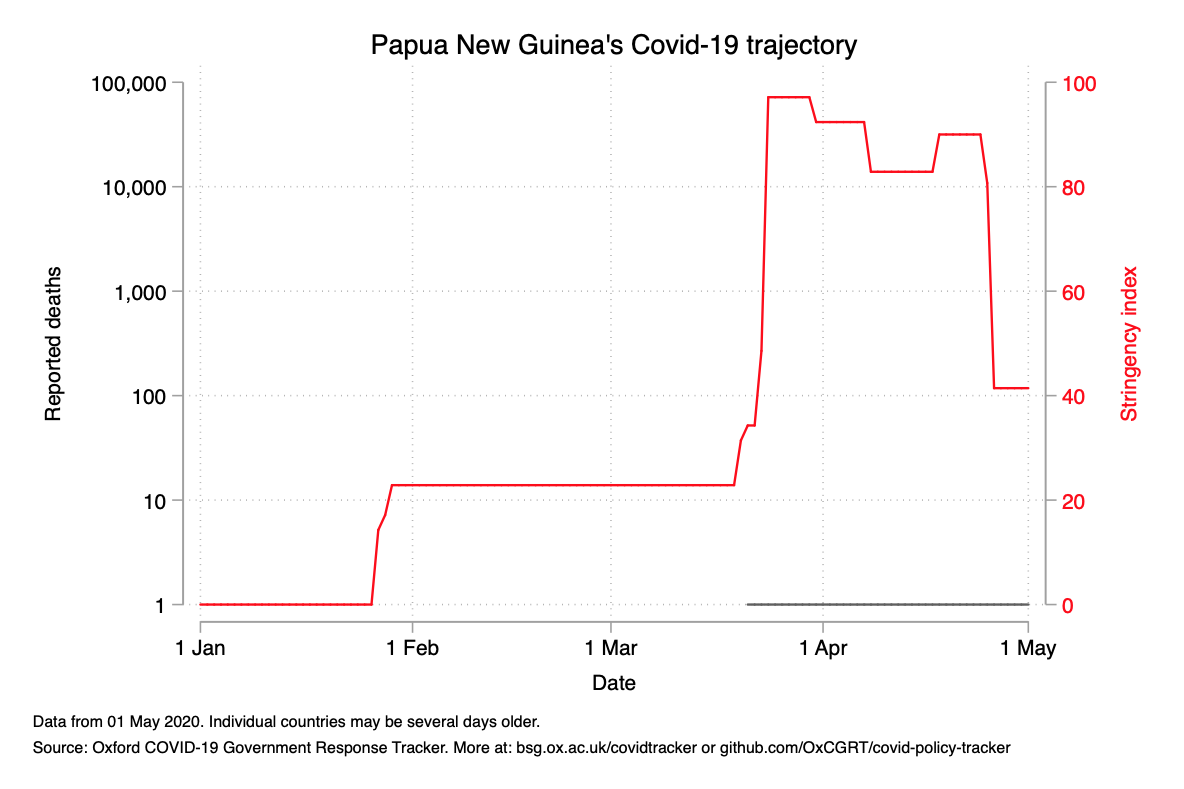 Papua New Guinea's Covid-19 trajectory
100,000
10,000
1,000
100
10
1
Reported deaths
100
80
60
40
20
0
Stringency index
1 Jan
1 Feb
1 Mar
1 Apr
1 May
Date
Data from 01 May 2020. Individual countries may be several days older.
Source: Oxford COVID-19 Government Response Tracker. More at: bsg.ox.ac.uk/covidtracker or github.com/OxCGRT/covid-policy-tracker